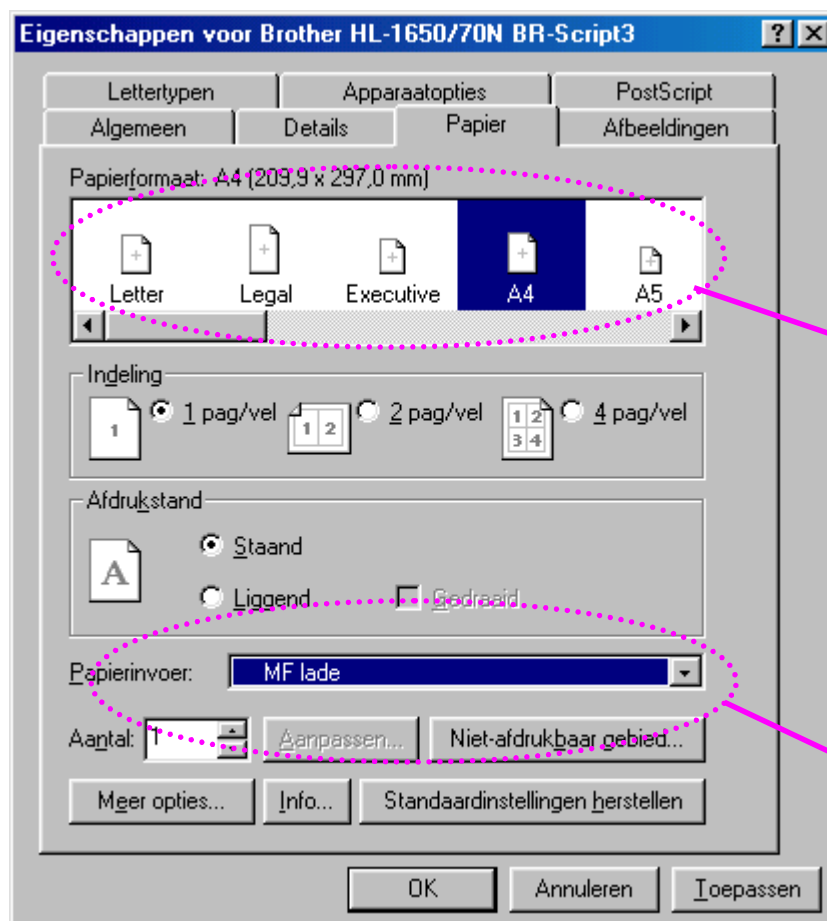 Eigenschappen voor Brother HL-1650/70N BR-Script3
Lettertypen Apparaatopties PostScript
Algemeen Details Papier Afbeeldingen
Papierformaat: A4 (209,9 x 297,0 mm)
Letter Legal Executive A4 A5
Indeling
1 1 pag/vel 1 2 2 pag/vel 1 2 3 4 4 pag/vel
Afdrukstand
A
Staand
Liggend Gedraaid
Papierinvoer: MF lade
Aantal: 1 Aanpassen... Niet-afdrukbaar gebied...
Meer opties... Info... Standaardinstellingen herstellen
OK Annuleren Toepassen